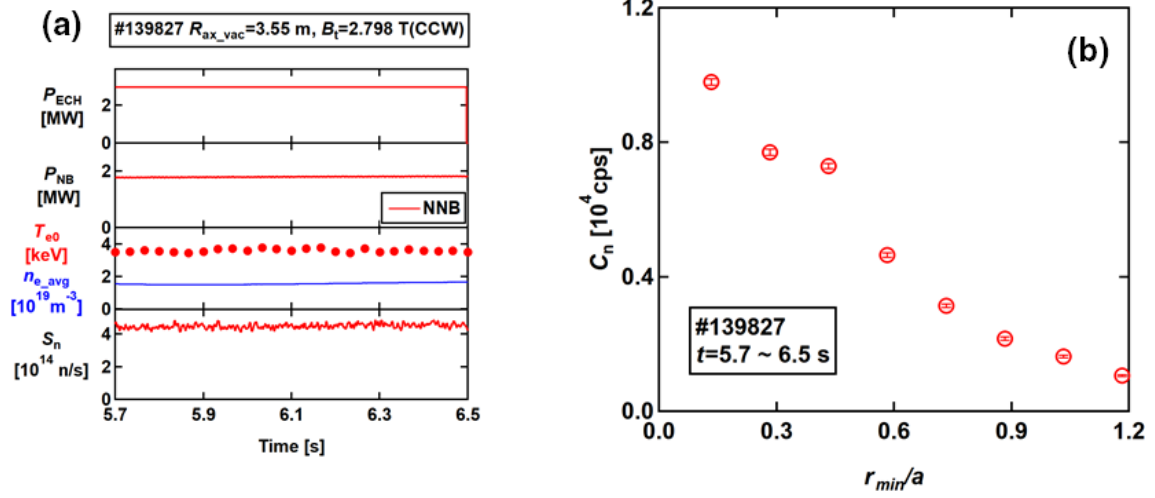 (a)
#139827 R_ax_vac=3.55 m, B_t=2.798 T(CCW)
P_ECH
[MW]
2
0
P_NB
[MW]
2
0
NNB
T_e0
[keV]
n_e_avg
[10^19 m^-3]
4
2
0
S_n
[10^14 n/s]
4
2
0
5.7 5.9 6.1 6.3 6.5
Time [s]
(b)
C_n [10^4 cps]
1.2
0.8
0.4
0.0
#139827
t=5.7 ~ 6.5 s
0.0 0.3 0.6 0.9 1.2
r_min/a